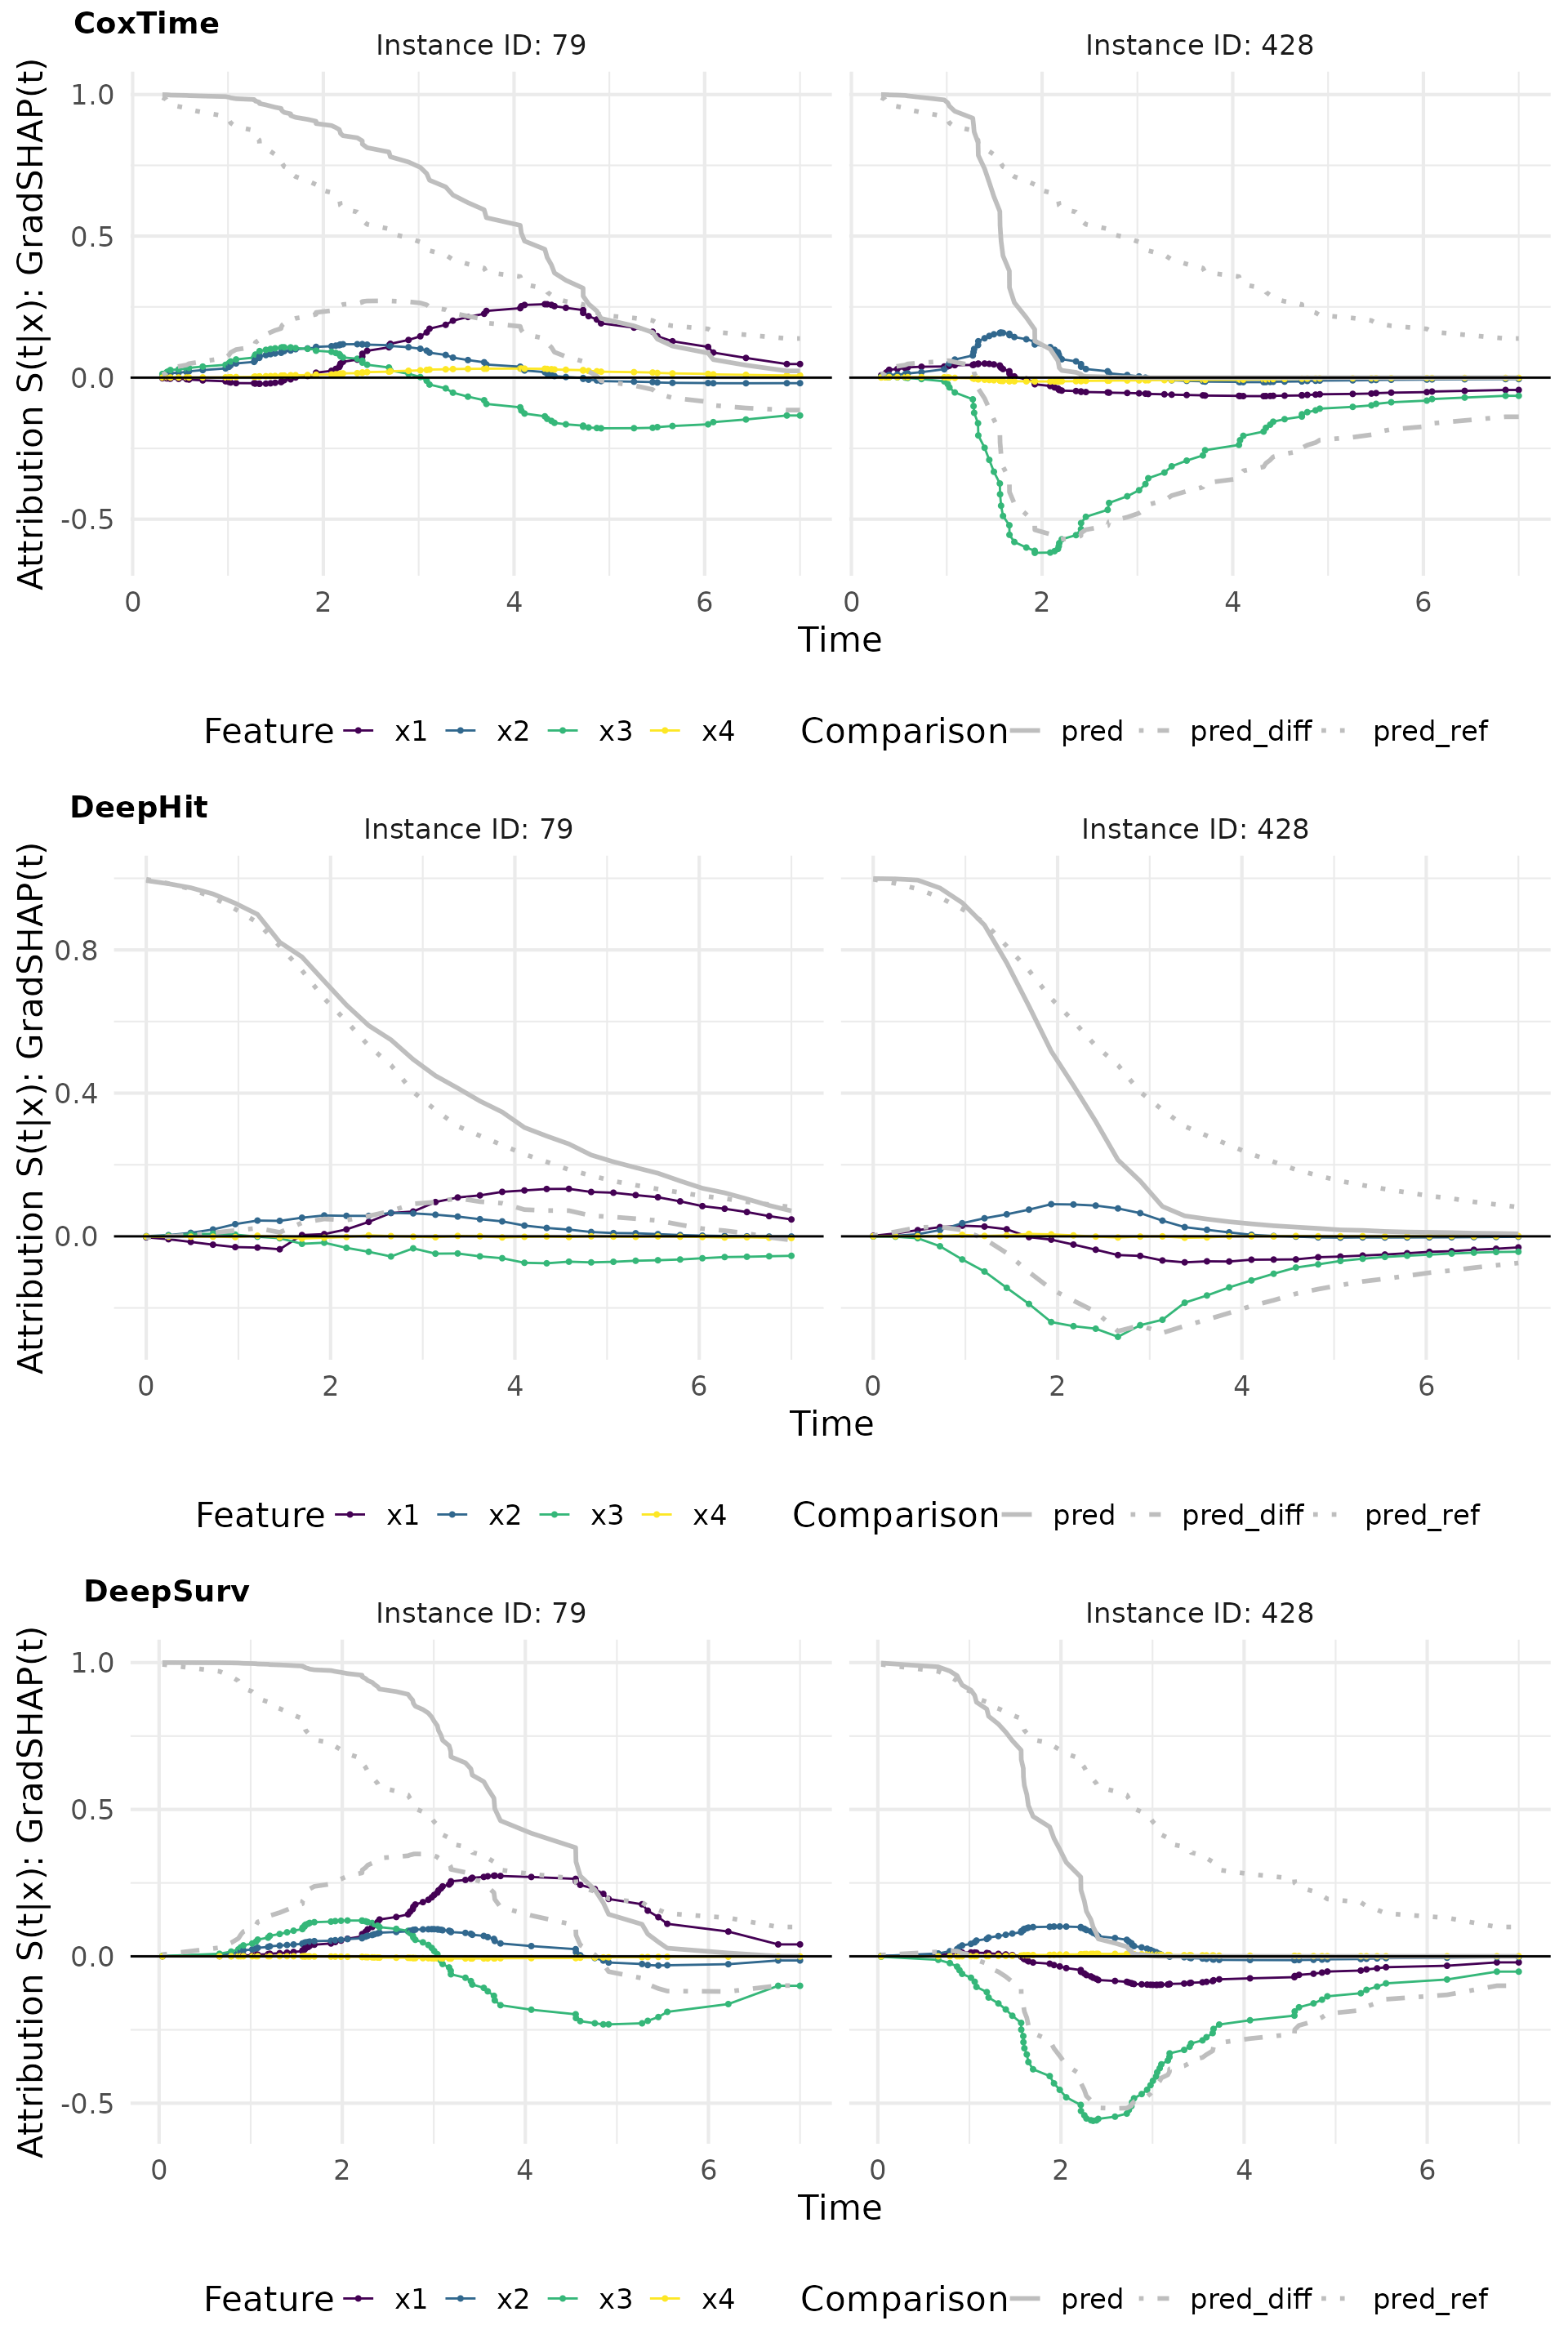 CoxTime
Instance ID: 79
Instance ID: 428
Attribution S(t|x): GradSHAP(t)
1.0
0.5
0.0
-0.5
0 2 4 6
0 2 4 6
Time
Feature x1 x2 x3 x4 Comparison pred pred_diff pred_ref
DeepHit
Instance ID: 79
Instance ID: 428
Attribution S(t|x): GradSHAP(t)
0.8
0.4
0.0
0 2 4 6
0 2 4 6
Time
Feature x1 x2 x3 x4 Comparison pred pred_diff pred_ref
DeepSurv
Instance ID: 79
Instance ID: 428
Attribution S(t|x): GradSHAP(t)
1.0
0.5
0.0
-0.5
0 2 4 6
0 2 4 6
Time
Feature x1 x2 x3 x4 Comparison pred pred_diff pred_ref